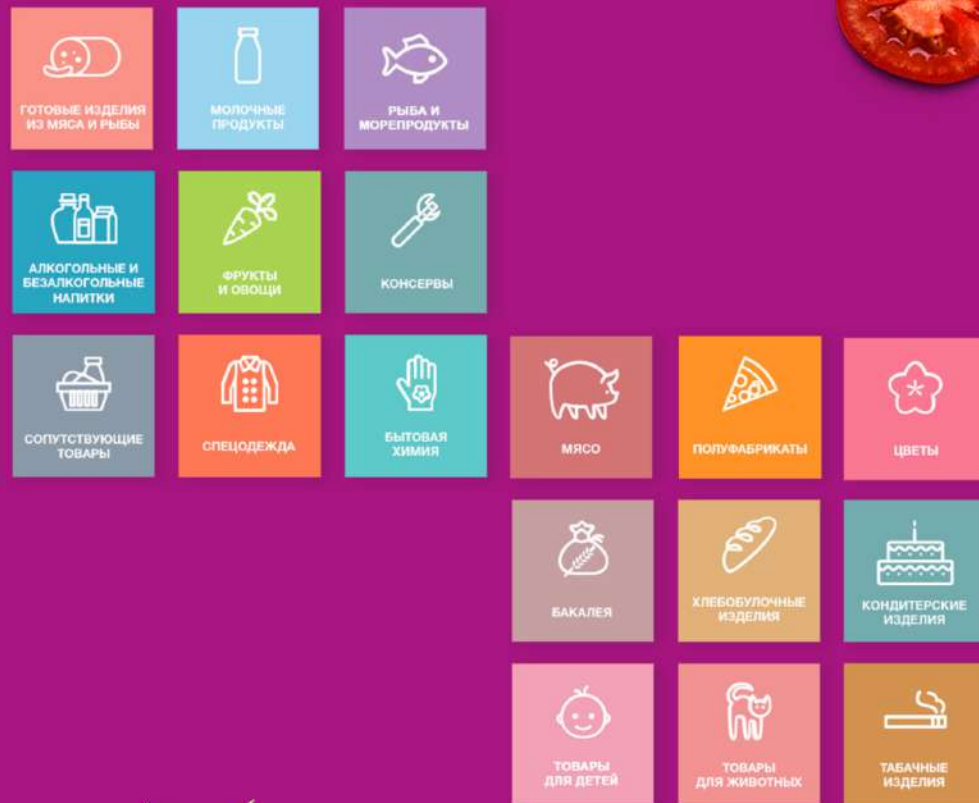 ГОТОВЫЕ ИЗДЕЛИЯ
ИЗ МЯСА И РЫБЫ
МОЛОЧНЫЕ
ПРОДУКТЫ
РЫБА И
МОРЕПРОДУКТЫ
АЛКОГОЛЬНЫЕ И
БЕЗАЛКОГОЛЬНЫЕ
НАПИТКИ
ФРУКТЫ
И ОВОЩИ
КОНСЕРВЫ
СОПУТСТВУЮЩИЕ
ТОВАРЫ
СПЕЦОДЕЖДА
БЫТОВАЯ
ХИМИЯ
МЯСО
ПОЛУФАБРИКАТЫ
ЦВЕТЫ
БАКАЛЕЯ
ХЛЕБОБУЛОЧНЫЕ
ИЗДЕЛИЯ
КОНДИТЕРСКИЕ
ИЗДЕЛИЯ
ТОВАРЫ
ДЛЯ ДЕТЕЙ
ТОВАРЫ
ДЛЯ ЖИВОТНЫХ
ТАБАЧНЫЕ
ИЗДЕЛИЯ